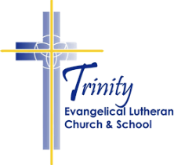 Trinity
Evangelical Lutheran
Church & School